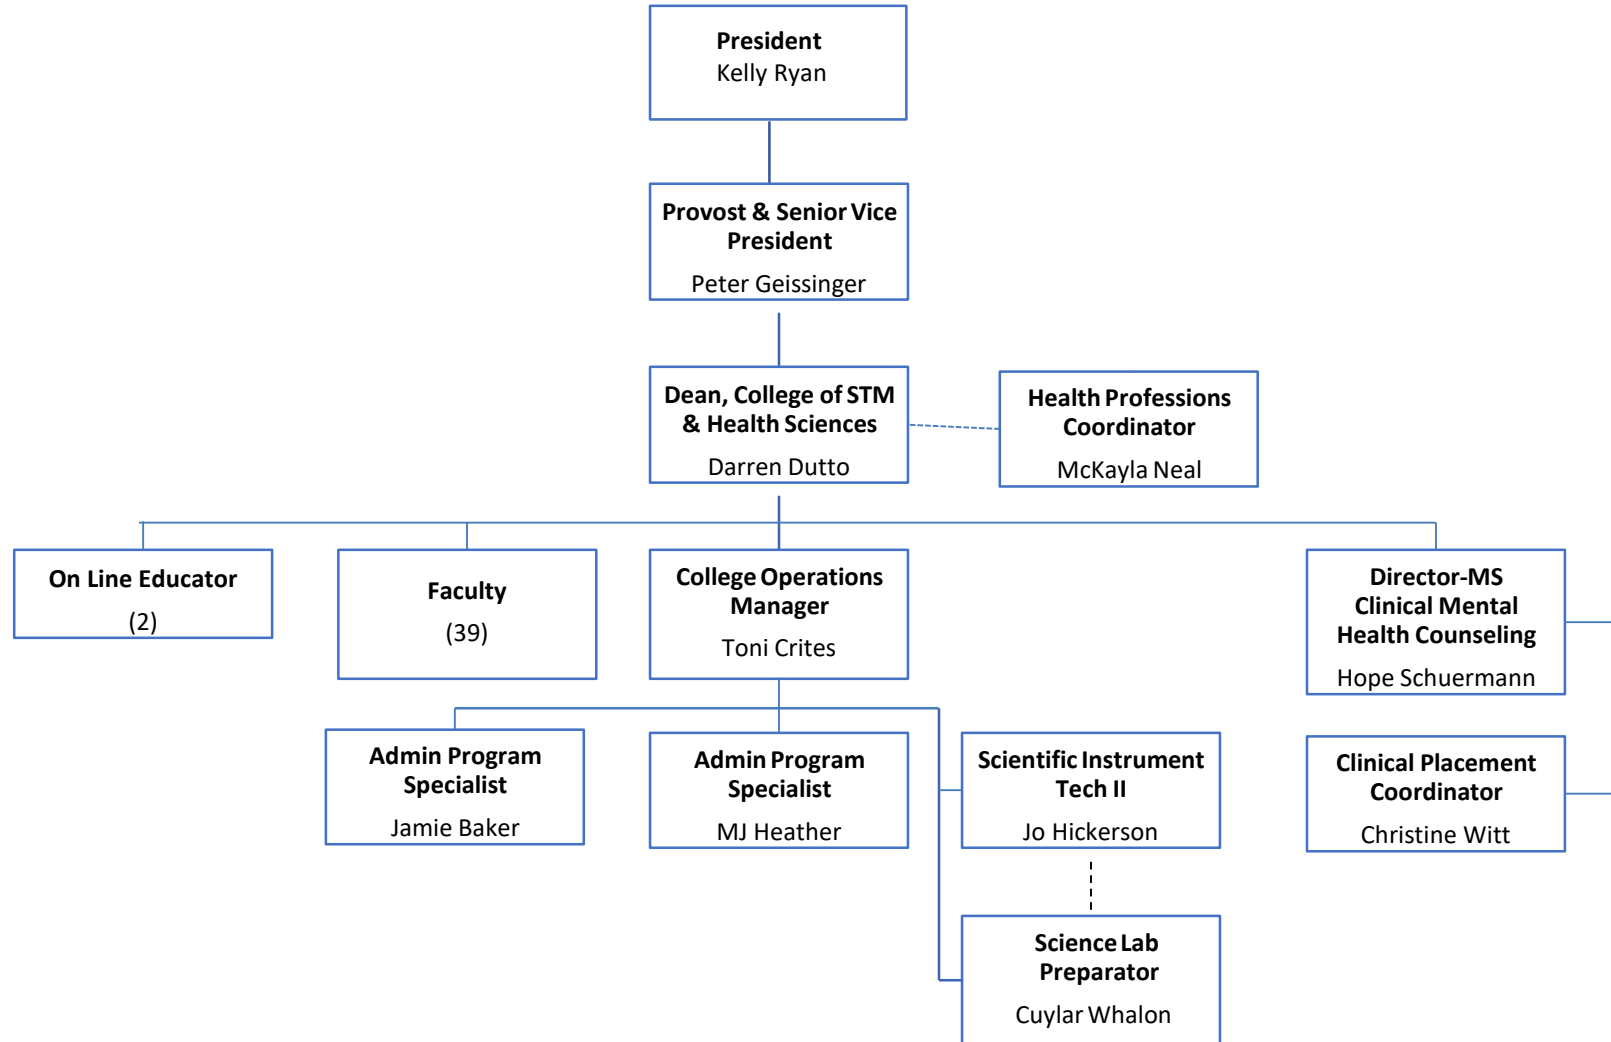 President
Kelly Ryan
Provost & Senior Vice
President
Peter Geissinger
Dean, College of STM
& Health Sciences
Darren Dutto
Health Professions
Coordinator
McKayla Neal
On Line Educator
(2)
Faculty
(39)
College Operations
Manager
Toni Crites
Director-MS
Clinical Mental
Health Counseling
Hope Schuermann
Admin Program
Specialist
Jamie Baker
Admin Program
Specialist
MJ Heather
Scientific Instrument
Tech II
Jo Hickerson
Clinical Placement
Coordinator
Christine Witt
Science Lab
Preparator
Cuylar Whalon